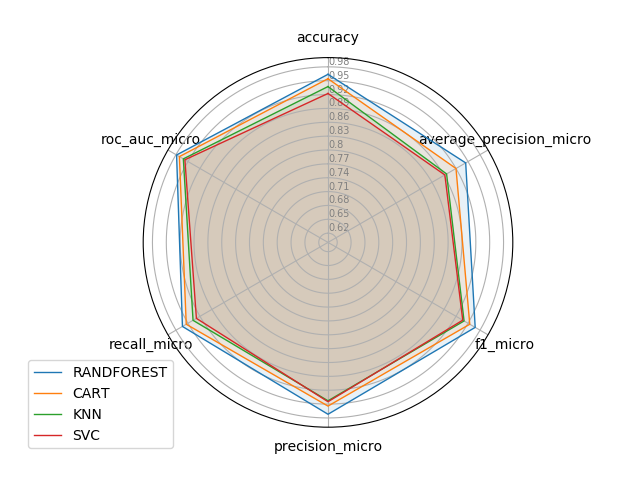 accuracy
0.98
0.95
0.92
0.89
0.86
0.83
0.8
0.77
0.74
0.71
0.68
0.65
0.62
roc_auc_micro
average_precision_micro
recall_micro
f1_micro
precision_micro
RANDFOREST
CART
KNN
SVC